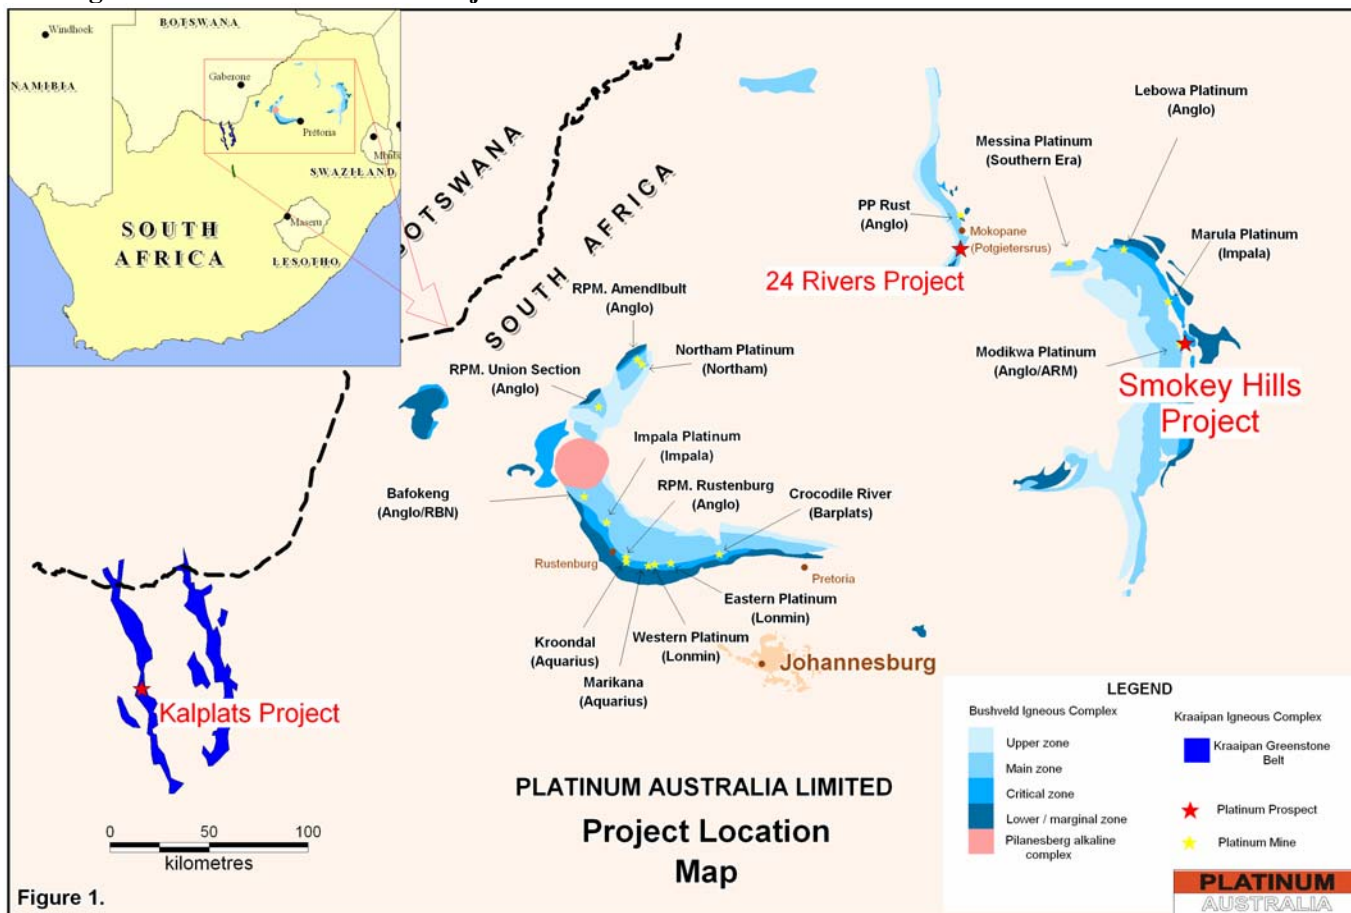 Windhoek
BOTSWANA
NAMIBIA
Gaberone
Pretoria
SWAZILAND
SOUTH
AFRICA
Maseru
LESOTHO
BOTSWANA
SOUTH AFRICA
Lebowa Platinum
(Anglo)
Messina Platinum
(Southern Era)
PP Rust
(Anglo)
Mokopane
(Potgietersrus)
Marula Platinum
(Impala)
24 Rivers Project
RPM. Amendlbult
(Anglo)
Northam Platinum
(Northam)
RPM. Union Section
(Anglo)
Modikwa Platinum
(Anglo/ARM)
Smokey Hills
Project
Impala Platinum
(Impala)
Bafokeng
(Anglo/RBN)
RPM. Rustenburg
(Anglo)
Crocodile River
(Barplats)
Rustenburg
Pretoria
Eastern Platinum
(Lonmin)
Kroondal
(Aquarius)
Western Platinum
(Lonmin)
Marikana
(Aquarius)
Johannesburg
Kalplats Project
LEGEND
Bushveld Igneous Complex
Upper zone
Main zone
Critical zone
Lower / marginal zone
Pilanesberg alkaline
complex
Kraaipan Igneous Complex
Kraaipan Greenstone
Belt
Platinum Prospect
Platinum Mine
PLATINUM AUSTRALIA LIMITED
Project Location
Map
0 50 100
kilometres
Figure 1.
PLATINUM
AUSTRALIA